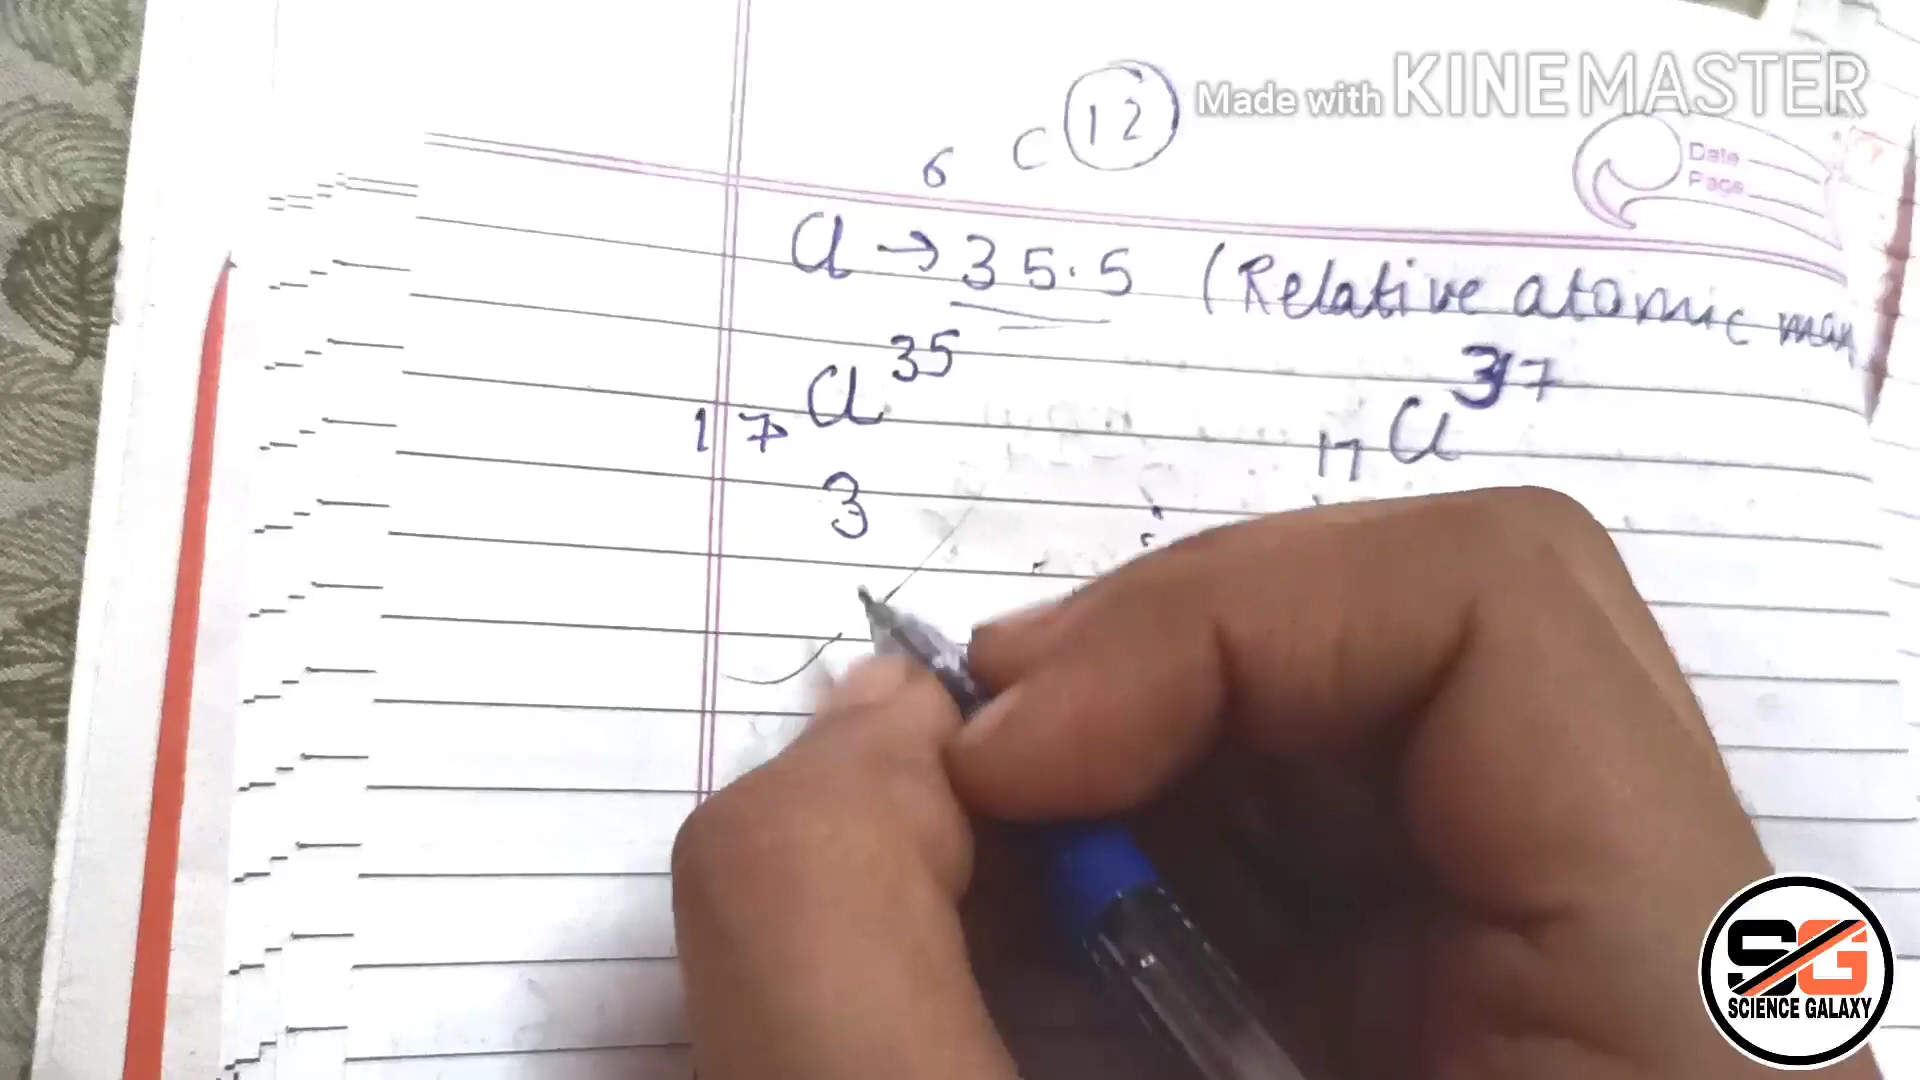 Made with KINEMASTER
6 C 12
Date
Page
Cl → 35.5 (Relative atomic mass
17 Cl 35
17 Cl 37
3
SG
SCIENCE GALAXY